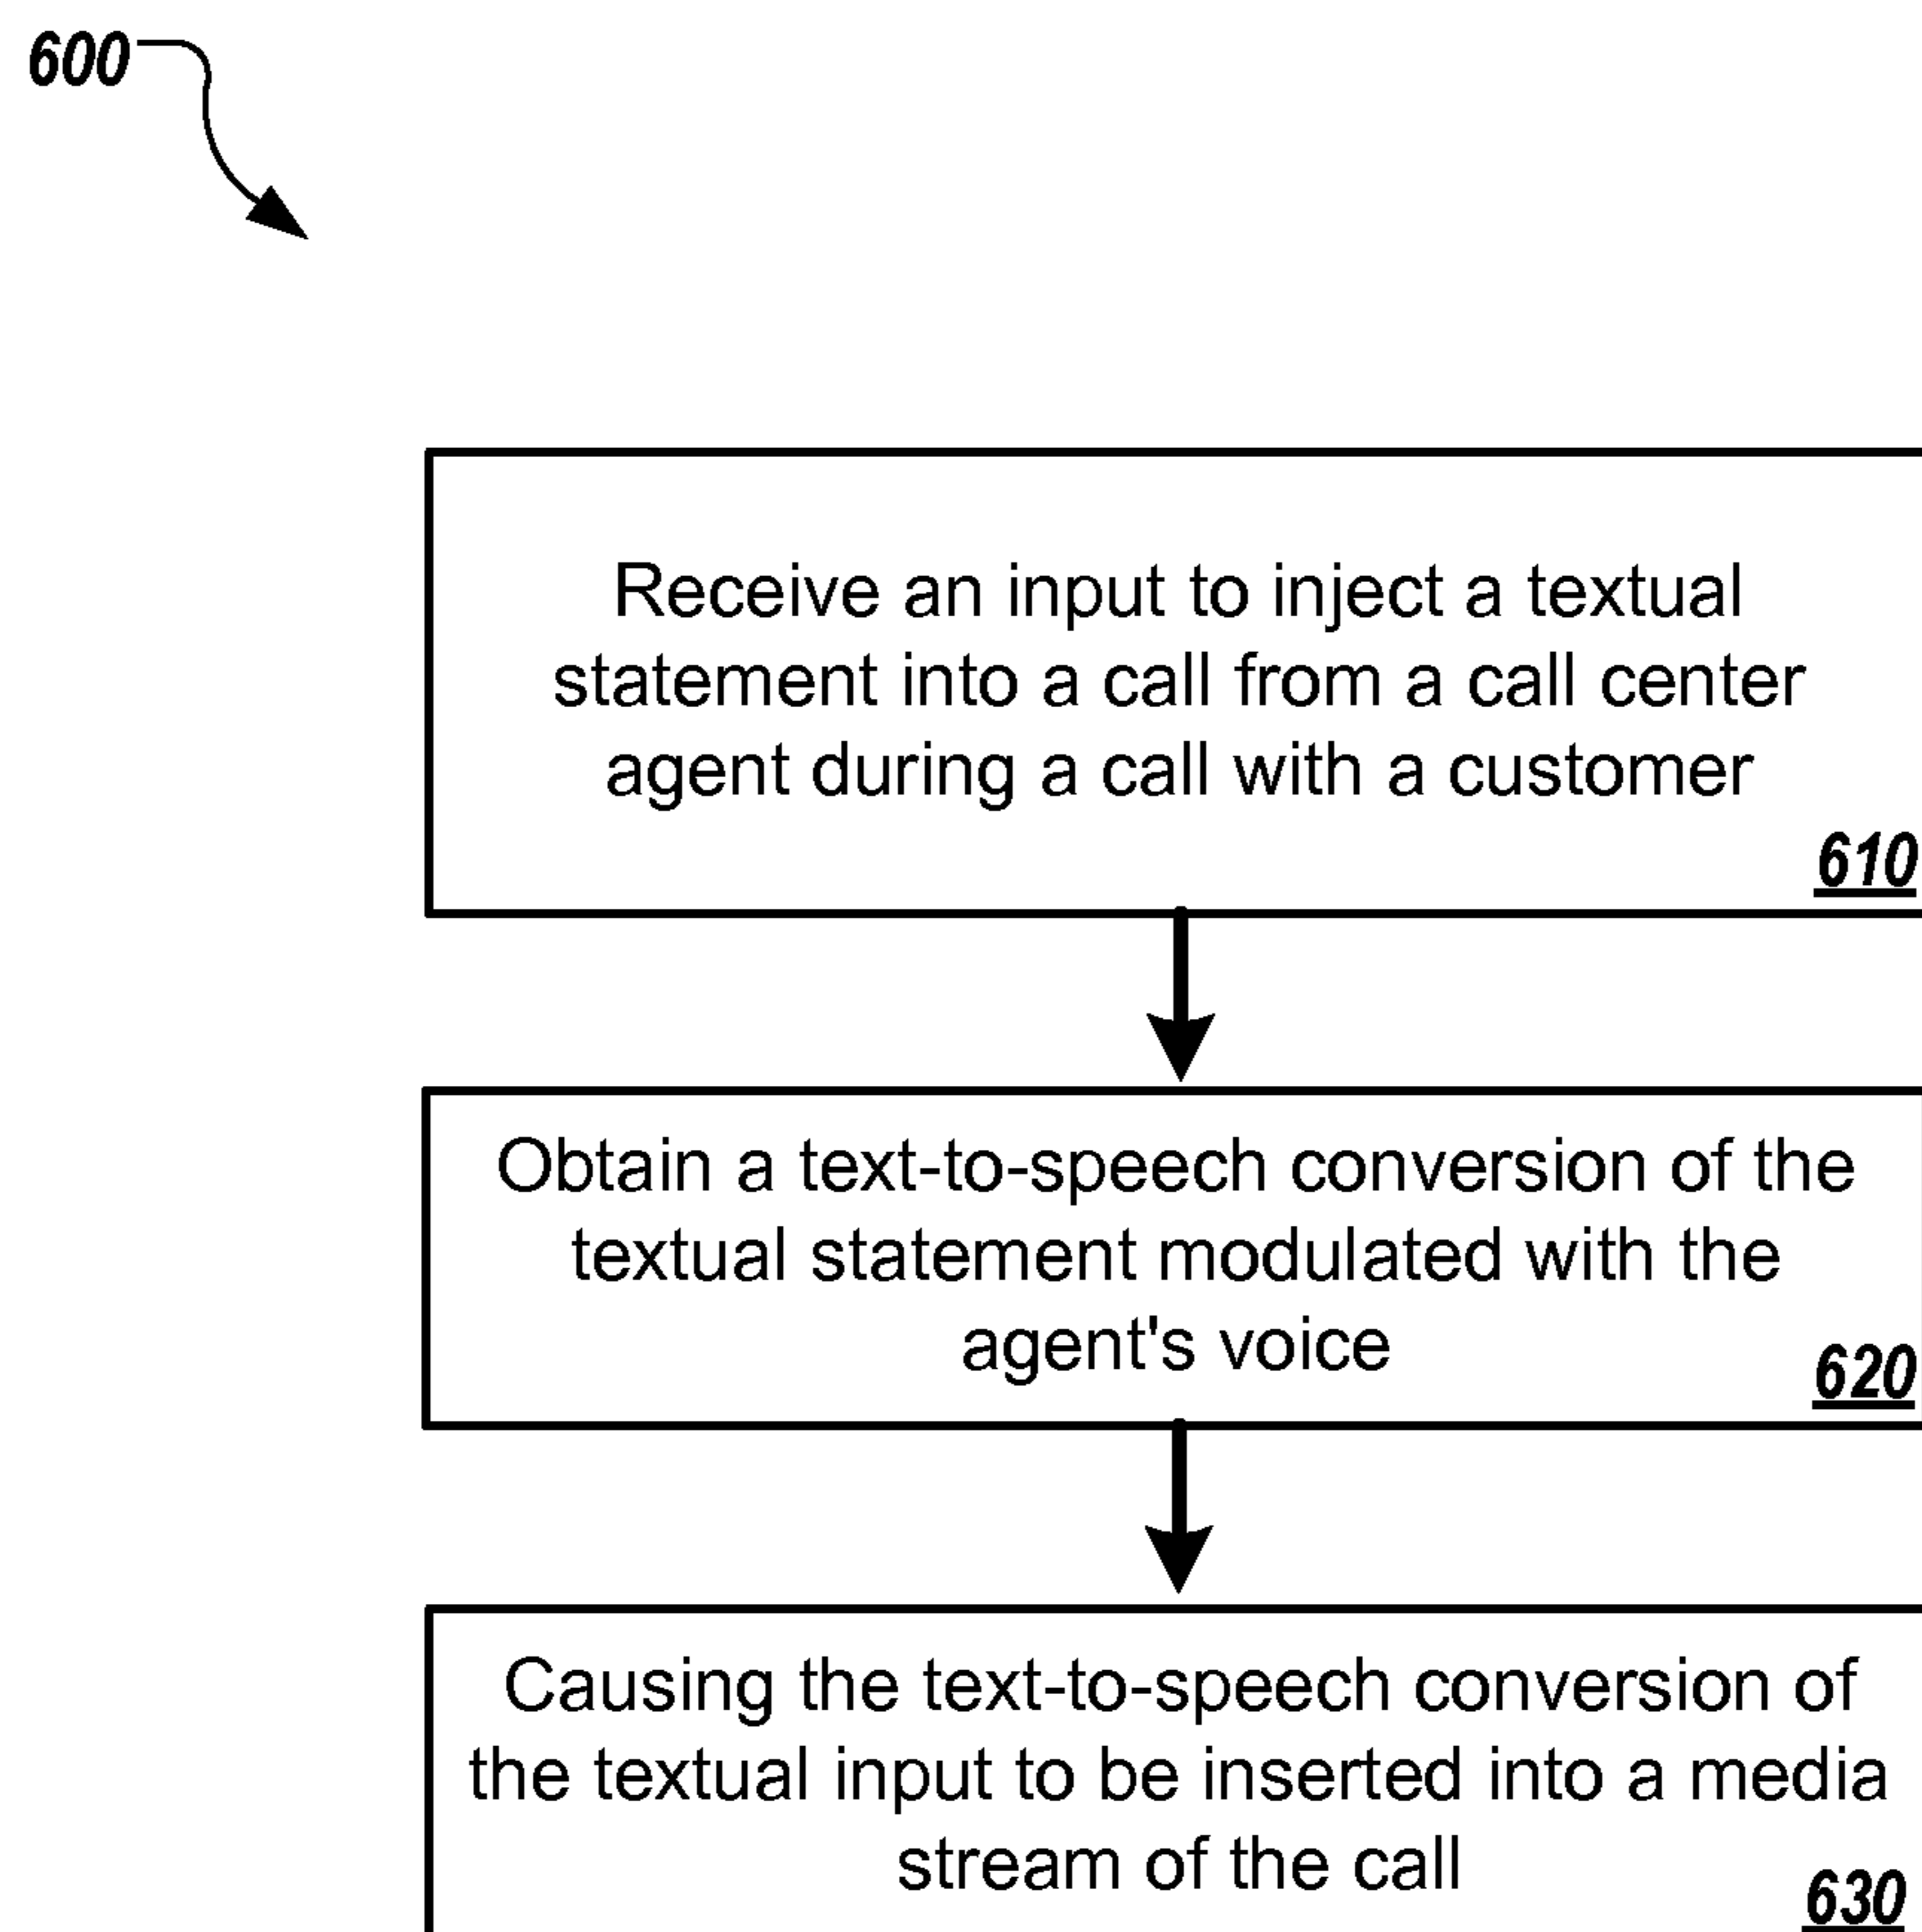 600
Receive an input to inject a textual
statement into a call from a call center
agent during a call with a customer
610
Obtain a text-to-speech conversion of the
textual statement modulated with the
agent's voice
620
Causing the text-to-speech conversion of
the textual input to be inserted into a media
stream of the call
630